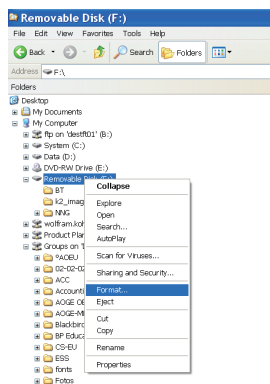 Removable Disk (F:)
File Edit View Favorites Tools Help
Back Search Folders
Address F:\
Folders
Desktop
My Documents
My Computer
ftp on 'destft01' (B:)
System (C:)
Data (D:)
DVD-RW Drive (E:)
Removable Disk (F:)
BT
k2_imag
NNG
wolfram.koh
Product Plan
Groups on
°AOEU
02-02-02
ACC
Accounti
AOGE OE
AOGE-M
Blackbird
BP Educa
CS-EU
ESS
fonts
Fotos
Collapse
Explore
Open
Search...
AutoPlay
Scan for Viruses...
Sharing and Security...
Format...
Eject
Cut
Copy
Rename
Properties